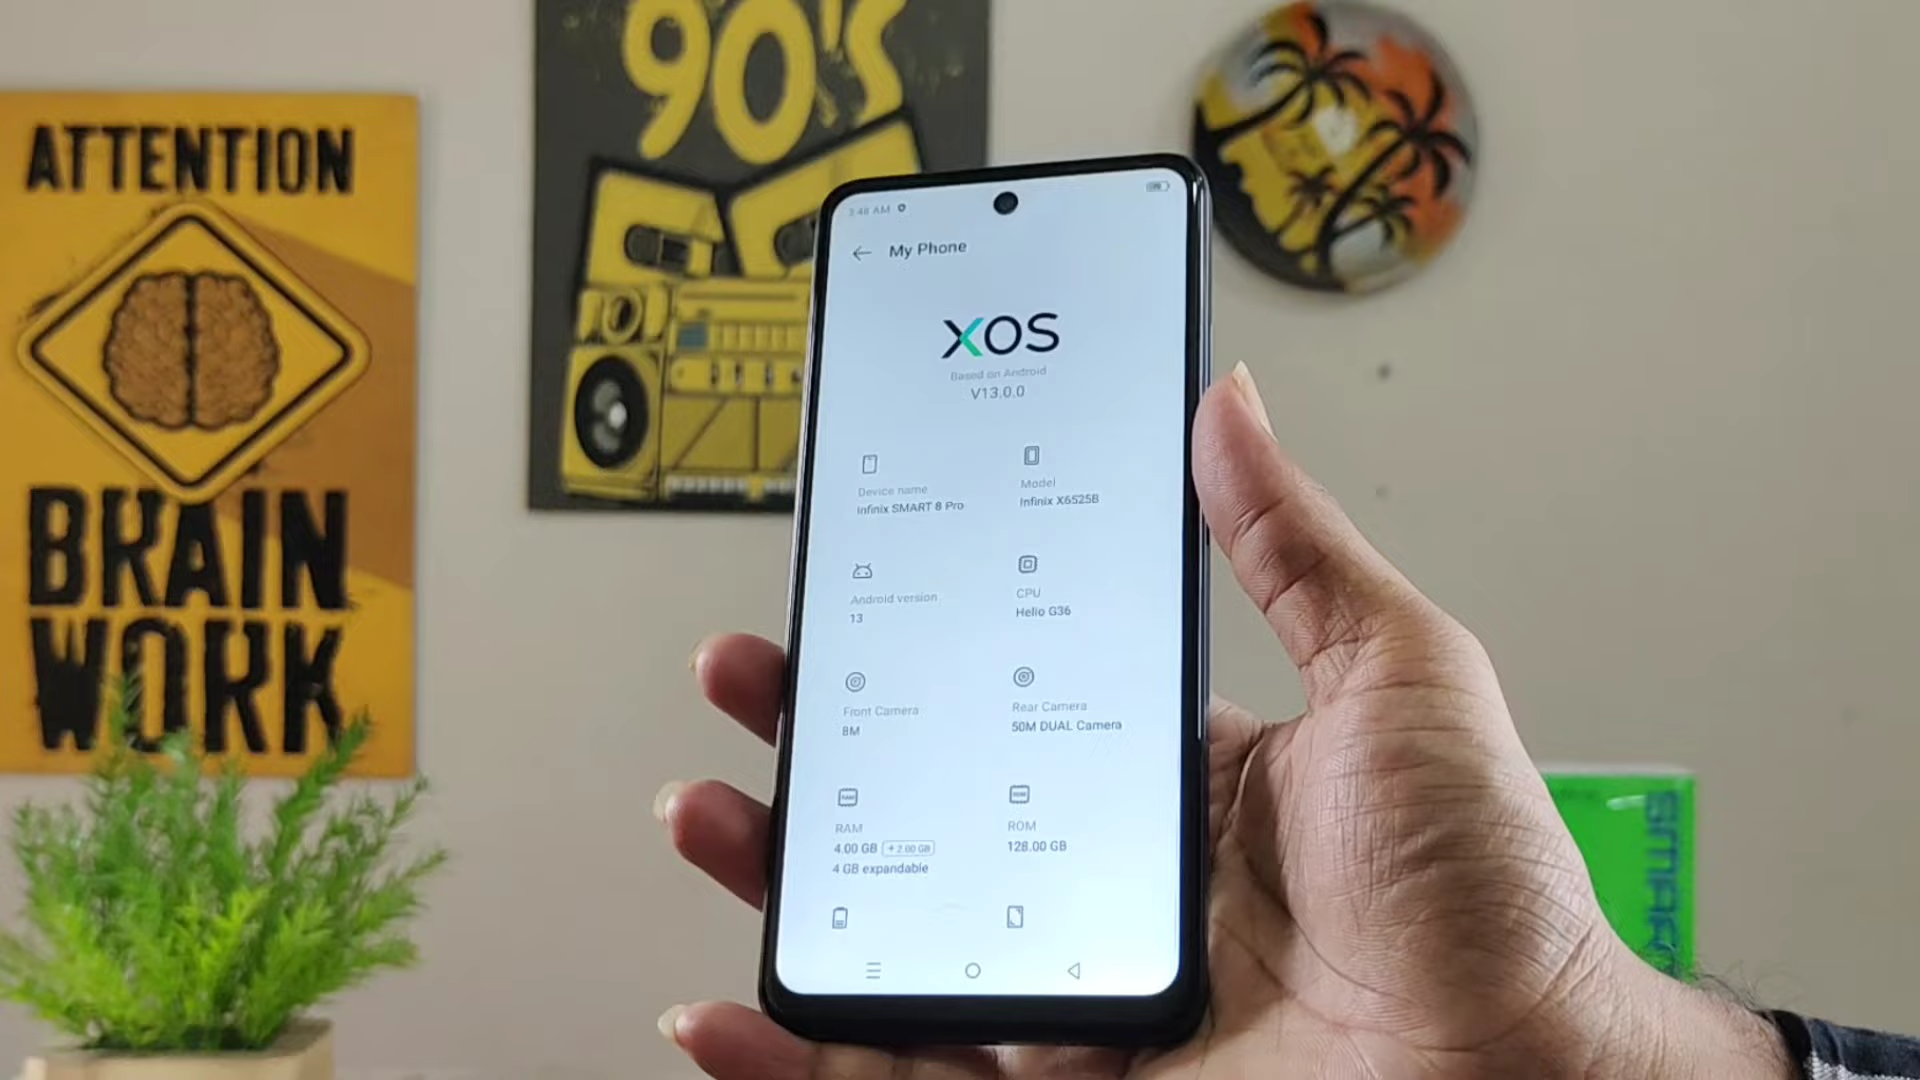 ATTENTION
BRAIN
WORK
90'S
3:48 AM
My Phone
XOS
Based on Android
V13.0.0
Device name
Infinix SMART 8 Pro
Model
Infinix X6525B
Android version
13
CPU
Helio G36
Front Camera
8M
Rear Camera
50M DUAL Camera
RAM
4.00 GB +2.00 GB
4 GB expandable
ROM
128.00 GB
SMART